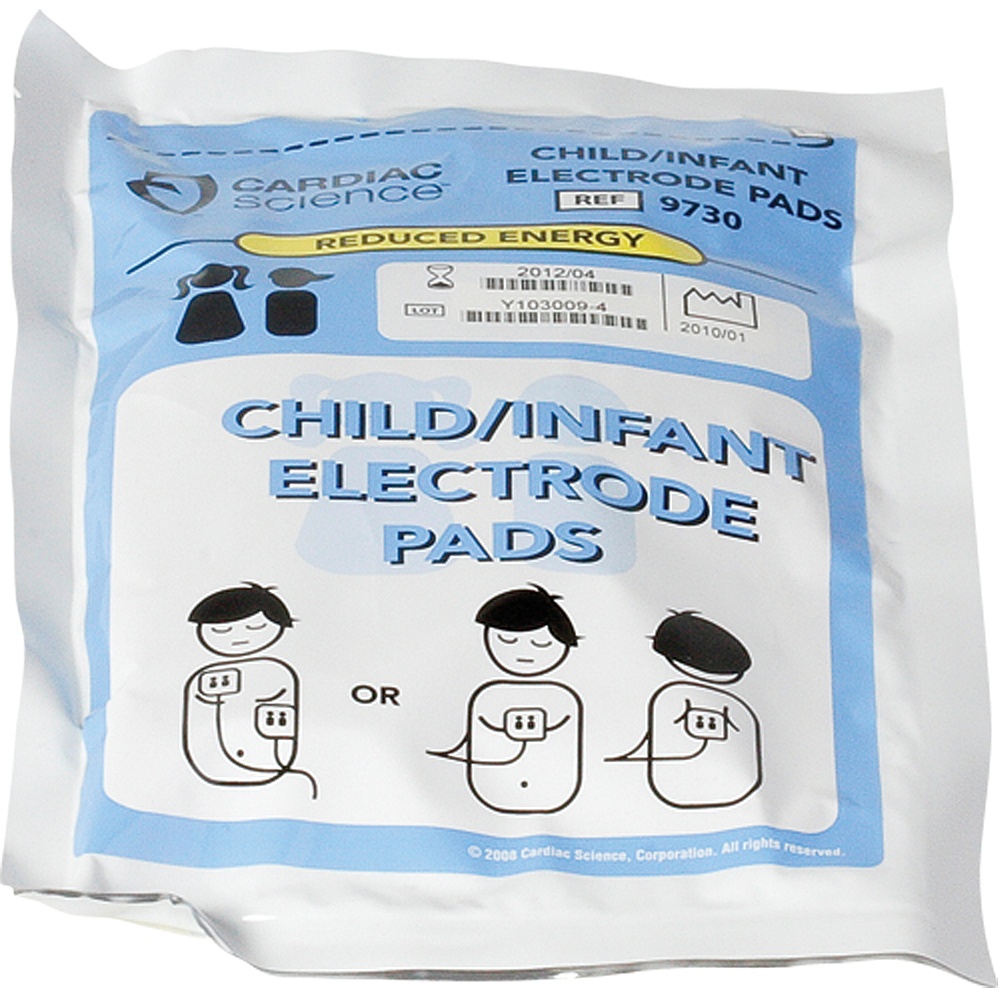 CARDIAC
science™
CHILD/INFANT
ELECTRODE PADS
REF 9730
REDUCED ENERGY
2012/04
LOT Y103009-4
2010/01
CHILD/INFANT
ELECTRODE
PADS
OR
© 2008 Cardiac Science, Corporation. All rights reserved.